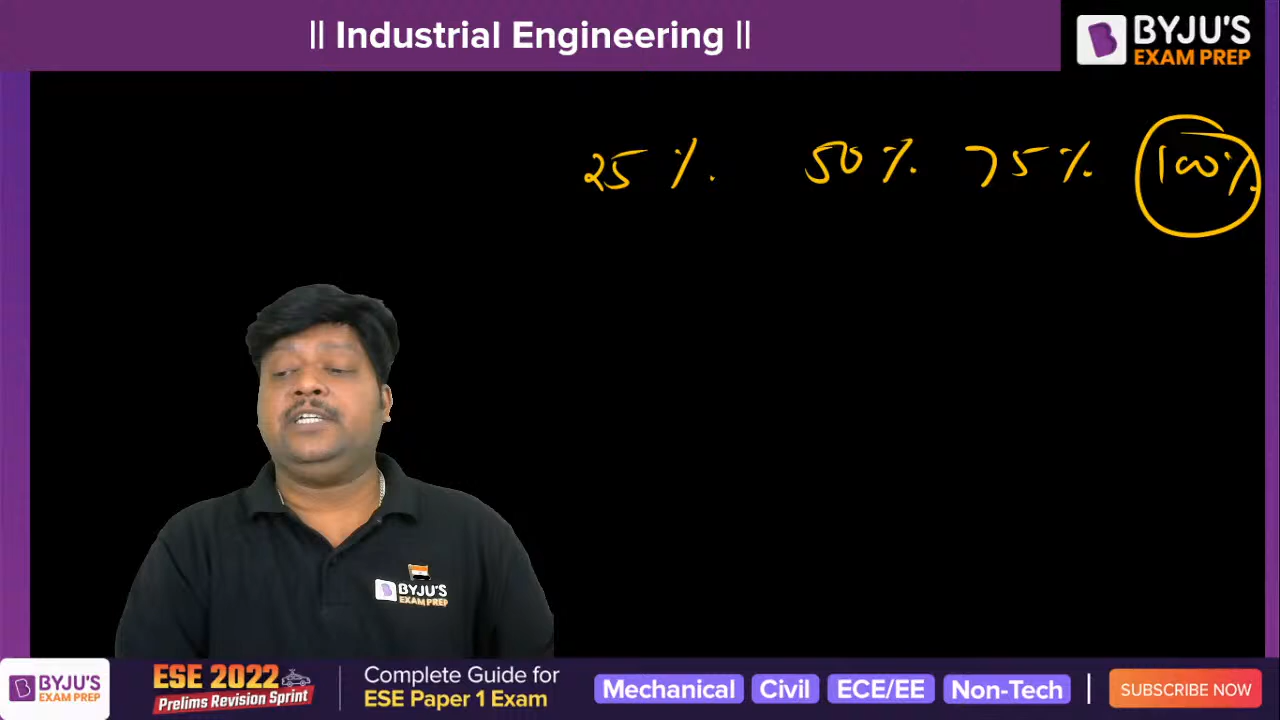 || Industrial Engineering ||
BYJU'S
EXAM PREP
25 %. 50 %. 75 %. 100 %.
BYJU'S
EXAM PREP
BYJU'S
EXAM PREP
ESE 2022
Prelims Revision Sprint
Complete Guide for
ESE Paper 1 Exam
Mechanical Civil ECE/EE Non-Tech | SUBSCRIBE NOW